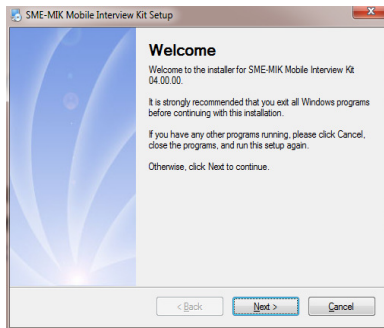 SME-MIK Mobile Interview Kit Setup
Welcome
Welcome to the installer for SME-MIK Mobile Interview Kit
04.00.00.
It is strongly recommended that you exit all Windows programs
before continuing with this installation.
If you have any other programs running, please click Cancel,
close the programs, and run this setup again.
Otherwise, click Next to continue.
< Back Next > Cancel